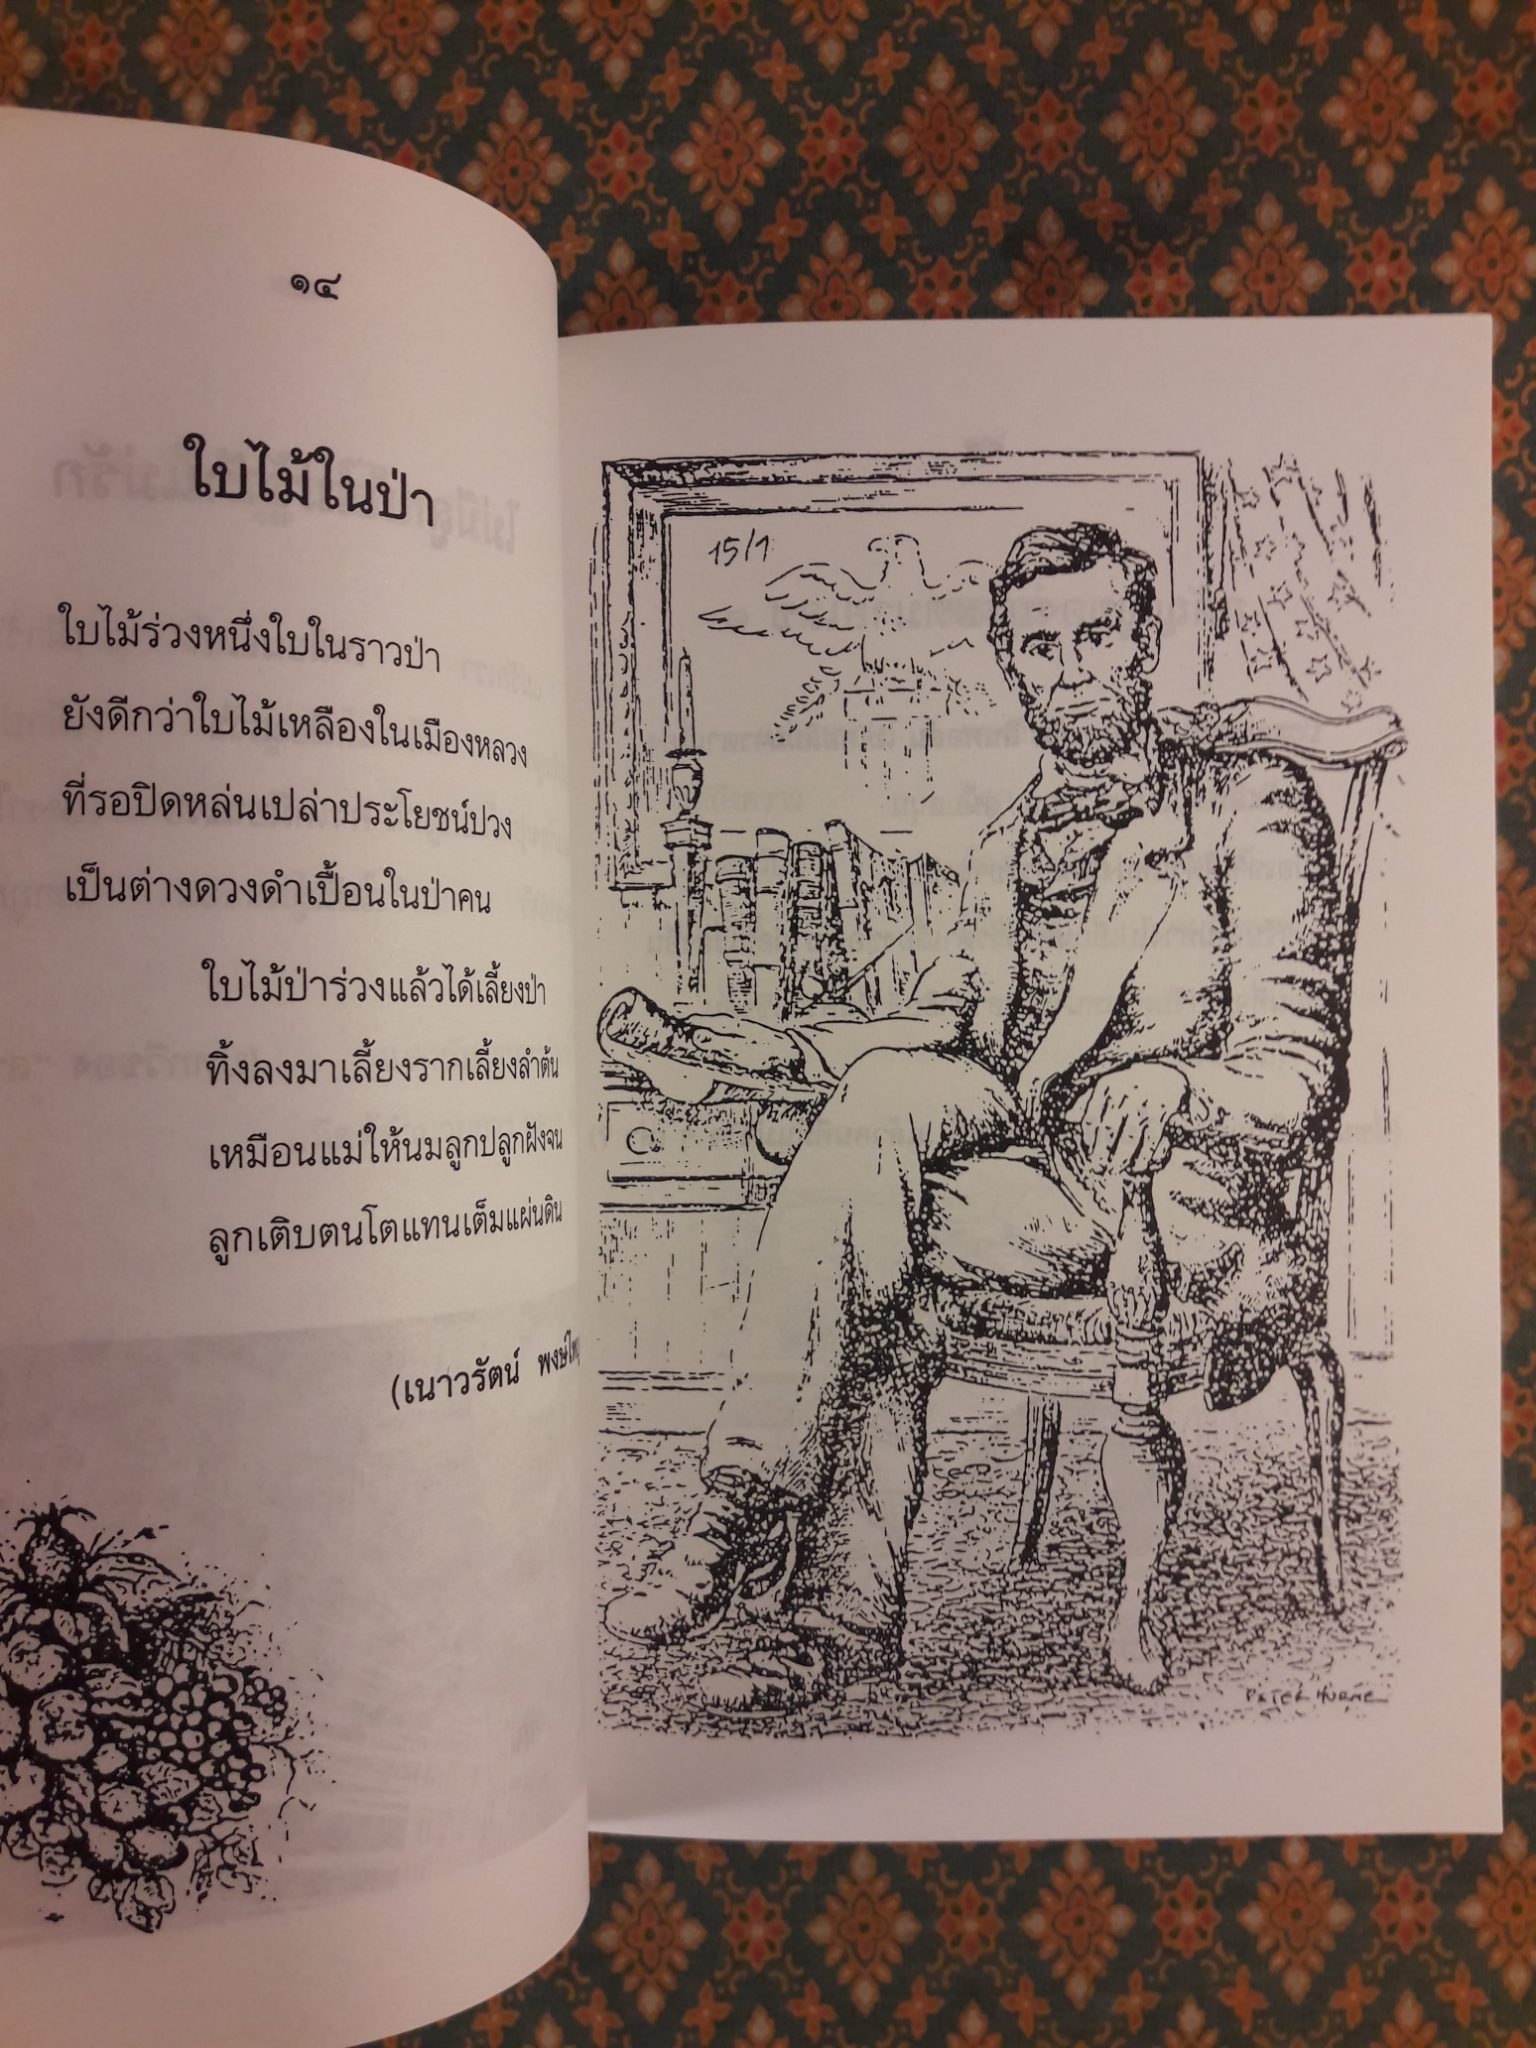 ๑๔
ใบไม้ในป่า
ใบไม้ร่วงหนึ่งใบในราวป่า
ยังดีกว่าใบไม้เหลืองในเมืองหลวง
ที่รอปิดหล่นเปล่าประโยชน์ปวง
เป็นต่างดวงดำเปื้อนในป่าคน
ใบไม้ป่าร่วงแล้วได้เลี้ยงป่า
ทิ้งลงมาเลี้ยงรากเลี้ยงลำต้น
เหมือนแม่ให้นมลูกปลูกฝังจน
ลูกเติบตนโตแทนเต็มแผ่นดิน
(เนาวรัตน์
15/1
PETER HURME